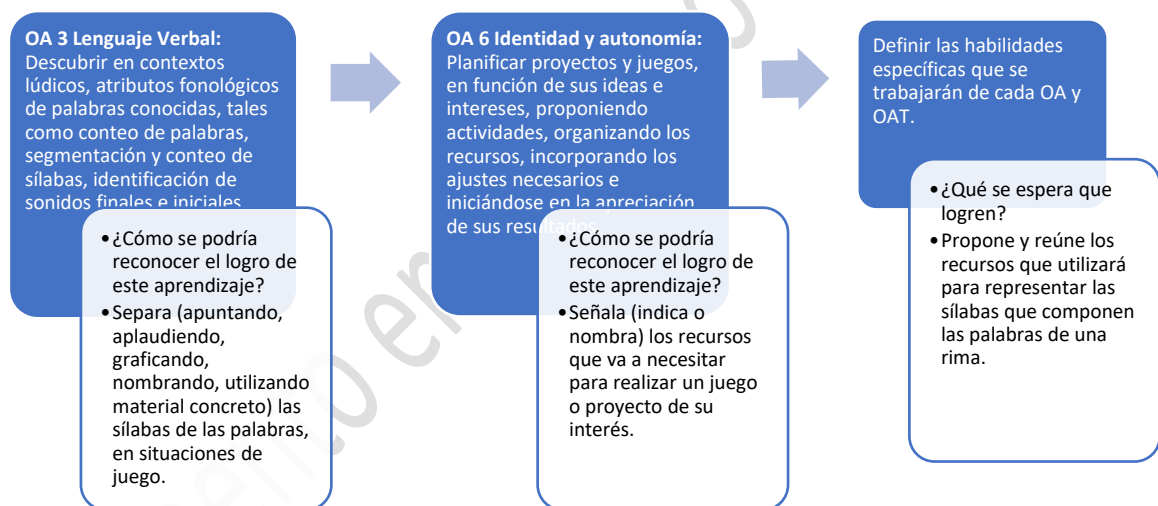 OA 3 Lenguaje Verbal:
Descubrir en contextos
lúdicos, atributos fonológicos
de palabras conocidas, tales
como conteo de palabras,
segmentación y conteo de
sílabas, identificación de
sonidos finales e iniciales
•¿Cómo se podría
reconocer el logro de
este aprendizaje?
•Separa (apuntando,
aplaudiendo,
graficando,
nombrando, utilizando
material concreto) las
sílabas de las palabras,
en situaciones de
juego.
OA 6 Identidad y autonomía:
Planificar proyectos y juegos,
en función de sus ideas e
intereses, proponiendo
actividades, organizando los
recursos, incorporando los
ajustes necesarios e
iniciándose en la apreciación
de sus resultados.
•¿Cómo se podría
reconocer el logro de
este aprendizaje?
•Señala (indica o
nombra) los recursos
que va a necesitar
para realizar un juego
o proyecto de su
interés.
Definir las habilidades
específicas que se
trabajarán de cada OA y
OAT.
•¿Qué se espera que
logren?
•Propone y reúne los
recursos que utilizará
para representar las
sílabas que componen
las palabras de una
rima.